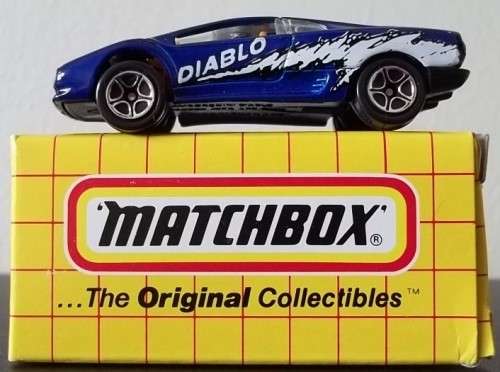 DIABLO
'MATCHBOX'®
...The Original Collectibles™